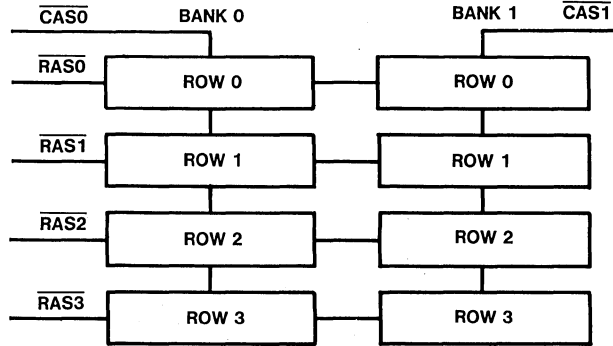 CAS0 BANK 0 BANK 1 CAS1
RAS0 ROW 0 ROW 0
RAS1 ROW 1 ROW 1
RAS2 ROW 2 ROW 2
RAS3 ROW 3 ROW 3